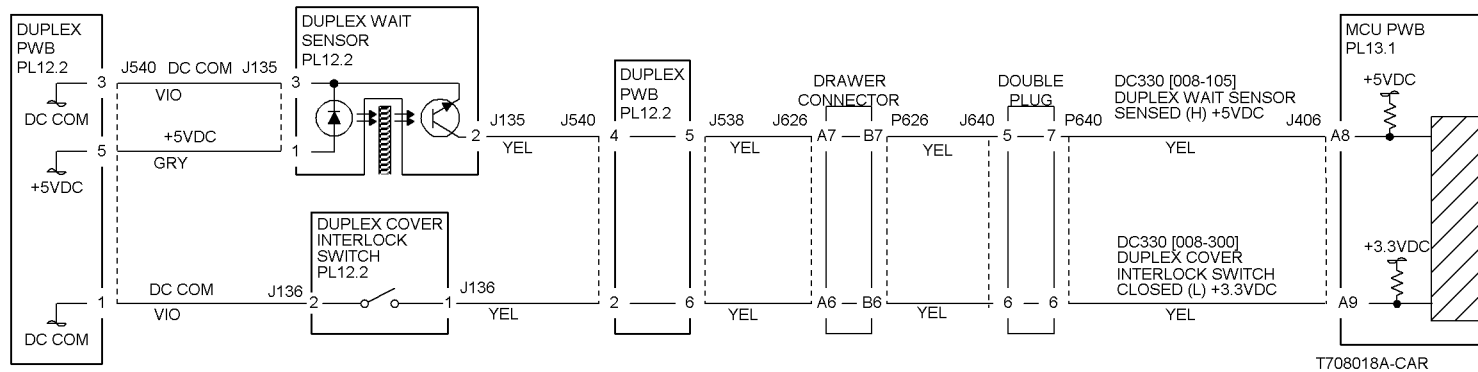 DUPLEX
PWB
PL12.2
3
J540
DC COM
J135
VIO
DC COM
5
+5VDC
GRY
+5VDC
1
DC COM
VIO
J136
DC COM
DUPLEX WAIT
SENSOR
PL12.2
3
1
2
J135
J540
YEL
DUPLEX COVER
INTERLOCK
SWITCH
PL12.2
2
1
J136
YEL
DUPLEX
PWB
PL12.2
4
5
2
6
J538
J626
YEL
YEL
DRAWER
CONNECTOR
A7
B7
A6
B6
P626
J640
YEL
YEL
DOUBLE
PLUG
5
7
6
6
P640
DC330 [008-105]
DUPLEX WAIT SENSOR
SENSED (H) +5VDC
J406
YEL
DC330 [008-300]
DUPLEX COVER
INTERLOCK SWITCH
CLOSED (L) +3.3VDC
YEL
MCU PWB
PL13.1
+5VDC
A8
+3.3VDC
A9
T708018A-CAR